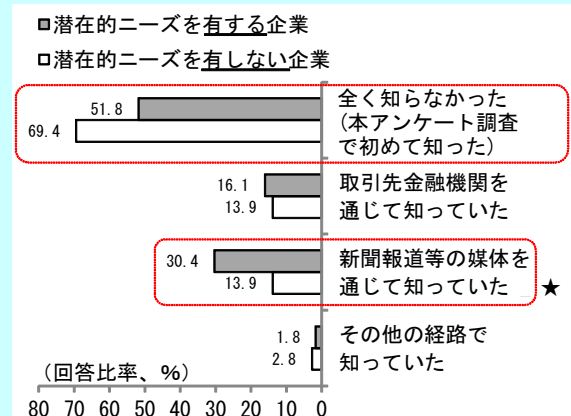 ■潜在的ニーズを有する企業
□潜在的ニーズを有しない企業
51.8
69.4
全く知らなかった
(本アンケート調査
で初めて知った)
16.1
13.9
取引先金融機関を
通じて知っていた
30.4
13.9
新聞報道等の媒体を
通じて知っていた ★
1.8
2.8
その他の経路で
知っていた
(回答比率、%)
80 70 60 50 40 30 20 10 0